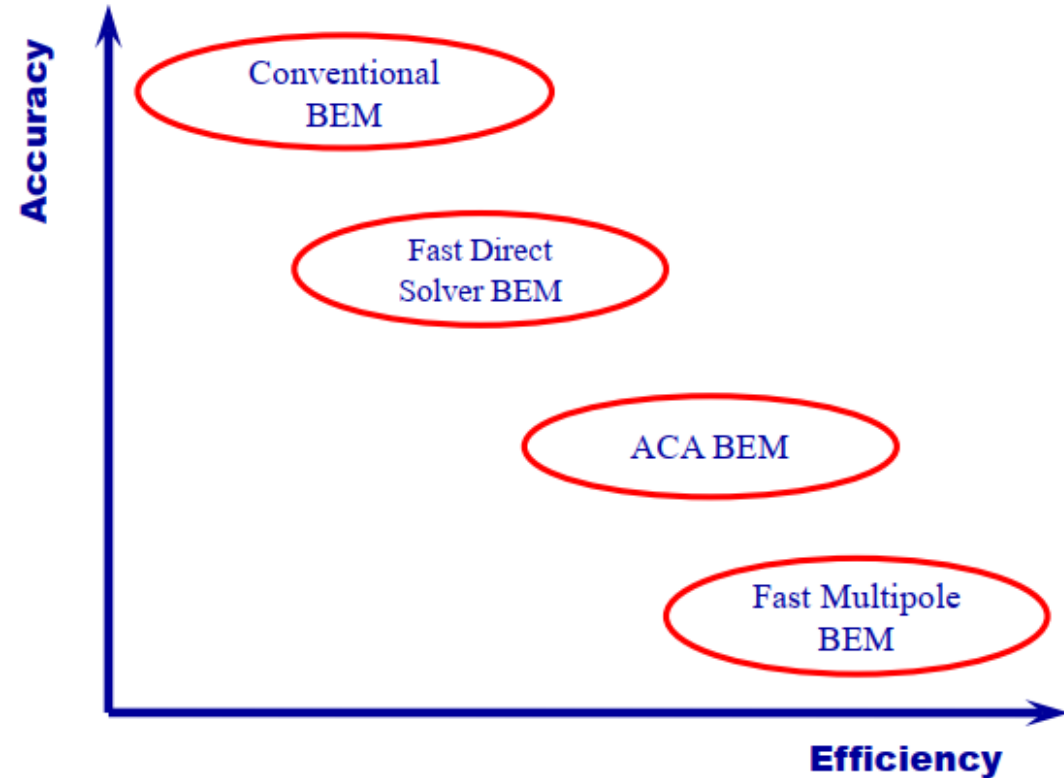 Accuracy
Conventional
BEM
Fast Direct
Solver BEM
ACA BEM
Fast Multipole
BEM
Efficiency